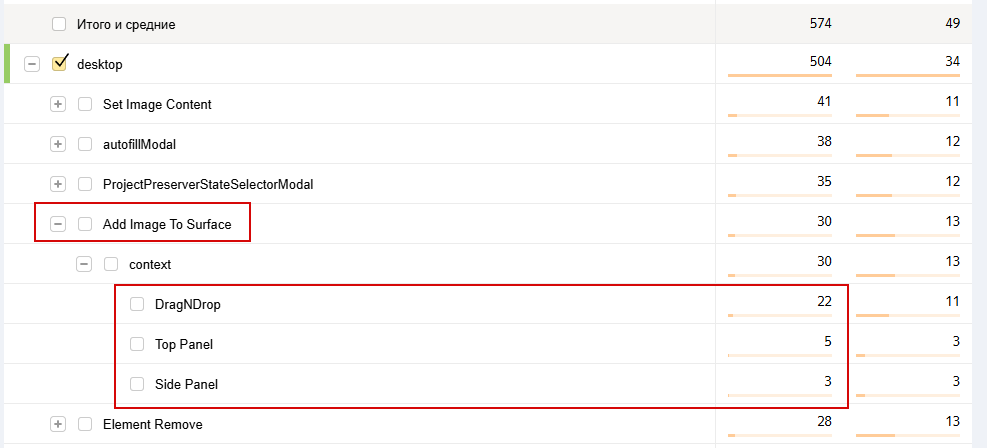 Итого и средние 574 49
desktop 504 34
Set Image Content 41 11
autofillModal 38 12
ProjectPreserverStateSelectorModal 35 12
Add Image To Surface 30 13
context 30 13
DragNDrop 22 11
Top Panel 5 3
Side Panel 3 3
Element Remove 28 13